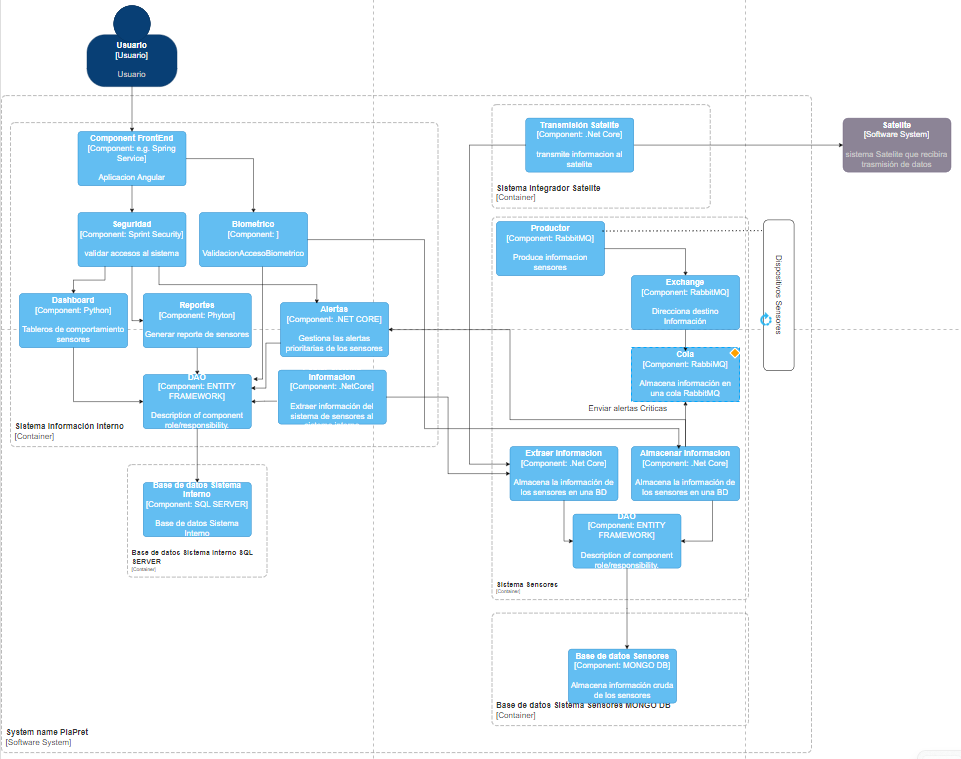 Usuario
[Usuario]
Usuario
Component FrontEnd
[Component: e.g. Spring
Service]
Aplicacion Angular
Seguridad
[Component: Sprint Security]
validar accesos al sistema
Biometrico
[Component: ]
ValidacionAccesoBiometrico
Dashboard
[Component: Python]
Tableros de comportamiento
sensores
Reportes
[Component: Phyton]
Generar reporte de sensores
Alertas
[Component: .NET CORE]
Gestiona las alertas
prioritarias de los sensores
DAO
[Component: ENTITY
FRAMEWORK]
Description of component
role/responsibility.
Informacion
[Component: .NetCore]
Extraer información del
sistema de sensores al
sistema interno
Sistema Información Interno
[Container]
Base de datos Sistema
Interno
[Component: SQL SERVER]
Base de datos Sistema
Interno
Base de datos Sistema Interno SQL
SERVER
[Container]
Transmisión Satelite
[Component: .Net Core]
transmite informacion al
satelite
Sistema Integrador Satelite
[Container]
Satelite
[Software System]
sistema Satelite que recibira
trasmisión de datos
Productor
[Component: RabbitMQ]
Produce informacion
sensores
Exchange
[Component: RabbitMQ]
Direcciona destino
Información
Dispositivos Sensores
Cola
[Component: RabbiMQ]
Almacena información en
una cola RabbitMQ
Enviar alertas Criticas
Extraer Informacion
[Component: .Net Core]
Almacena la información de
los sensores en una BD
Almacenar Informacion
[Component: .Net Core]
Almacena la información de
los sensores en una BD
DAO
[Component: ENTITY
FRAMEWORK]
Description of component
role/responsibility.
Sistema Sensores
[Container]
Base de datos Sensores
[Component: MONGO DB]
Almacena información cruda
de los sensores
Base de datos Sistema Sensores MONGO DB
[Container]
System name PlaPret
[Software System]